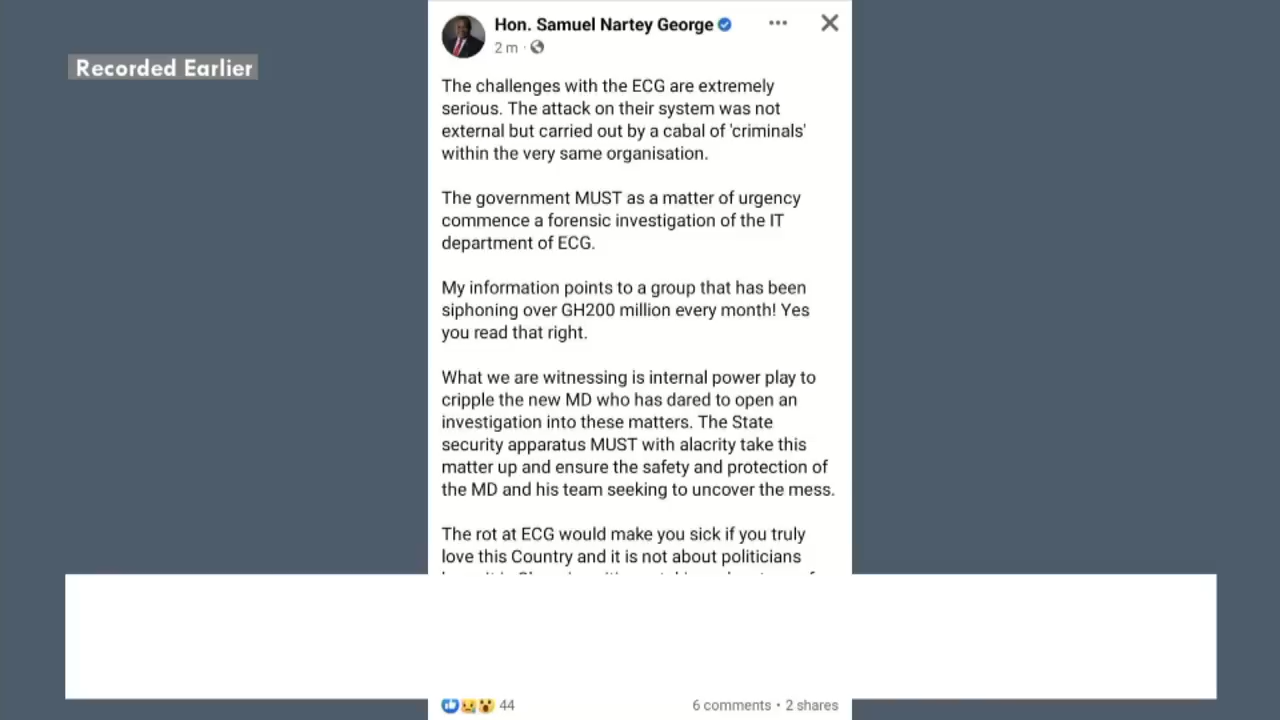 Recorded Earlier
Hon. Samuel Nartey George
2 m
The challenges with the ECG are extremely
serious. The attack on their system was not
external but carried out by a cabal of 'criminals'
within the very same organisation.
The government MUST as a matter of urgency
commence a forensic investigation of the IT
department of ECG.
My information points to a group that has been
siphoning over GH200 million every month! Yes
you read that right.
What we are witnessing is internal power play to
cripple the new MD who has dared to open an
investigation into these matters. The State
security apparatus MUST with alacrity take this
matter up and ensure the safety and protection of
the MD and his team seeking to uncover the mess.
The rot at ECG would make you sick if you truly
love this Country and it is not about politicians
44
6 comments • 2 shares